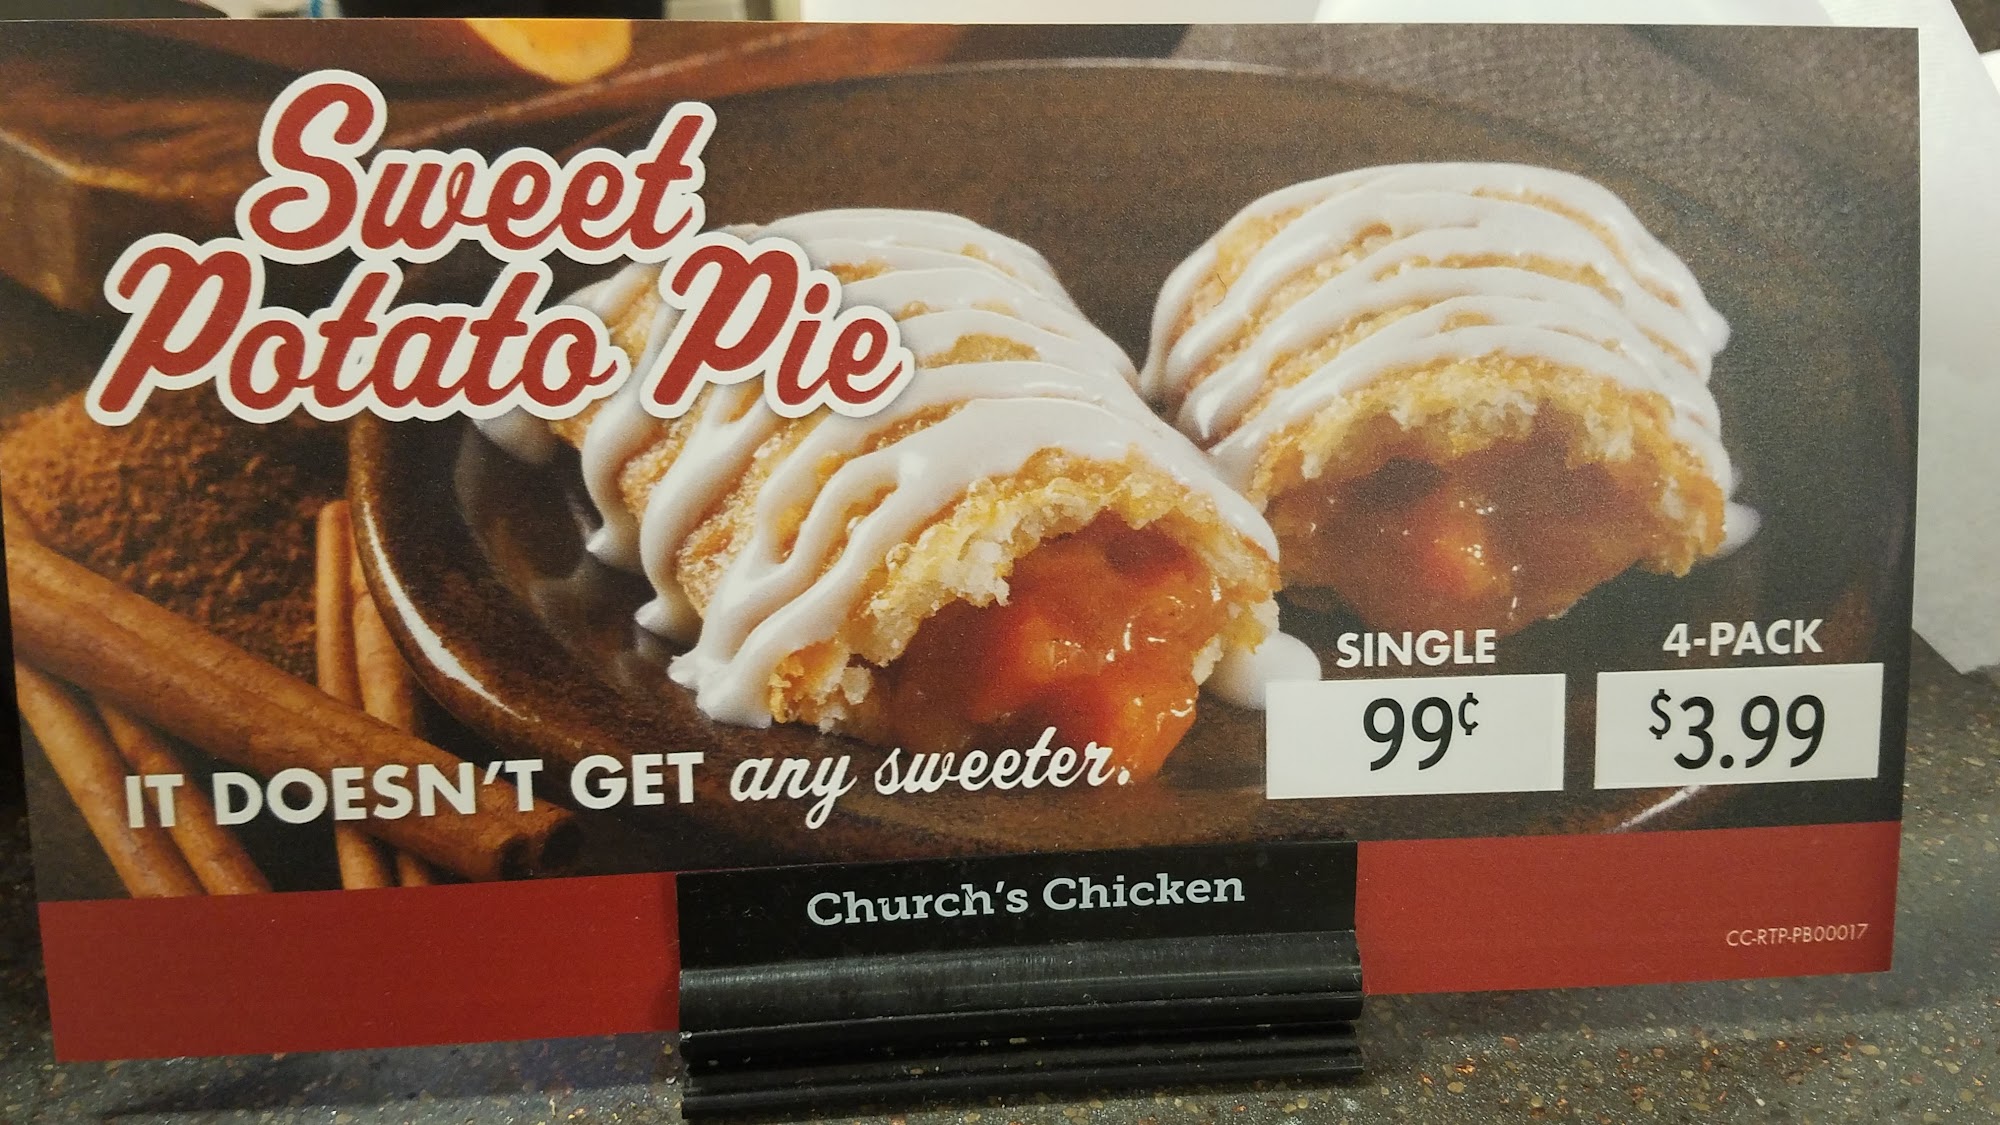 Sweet
Potato Pie
IT DOESN'T GET any sweeter.
SINGLE
99¢
4-PACK
$3.99
Church's Chicken
CC-RTP-PB00017